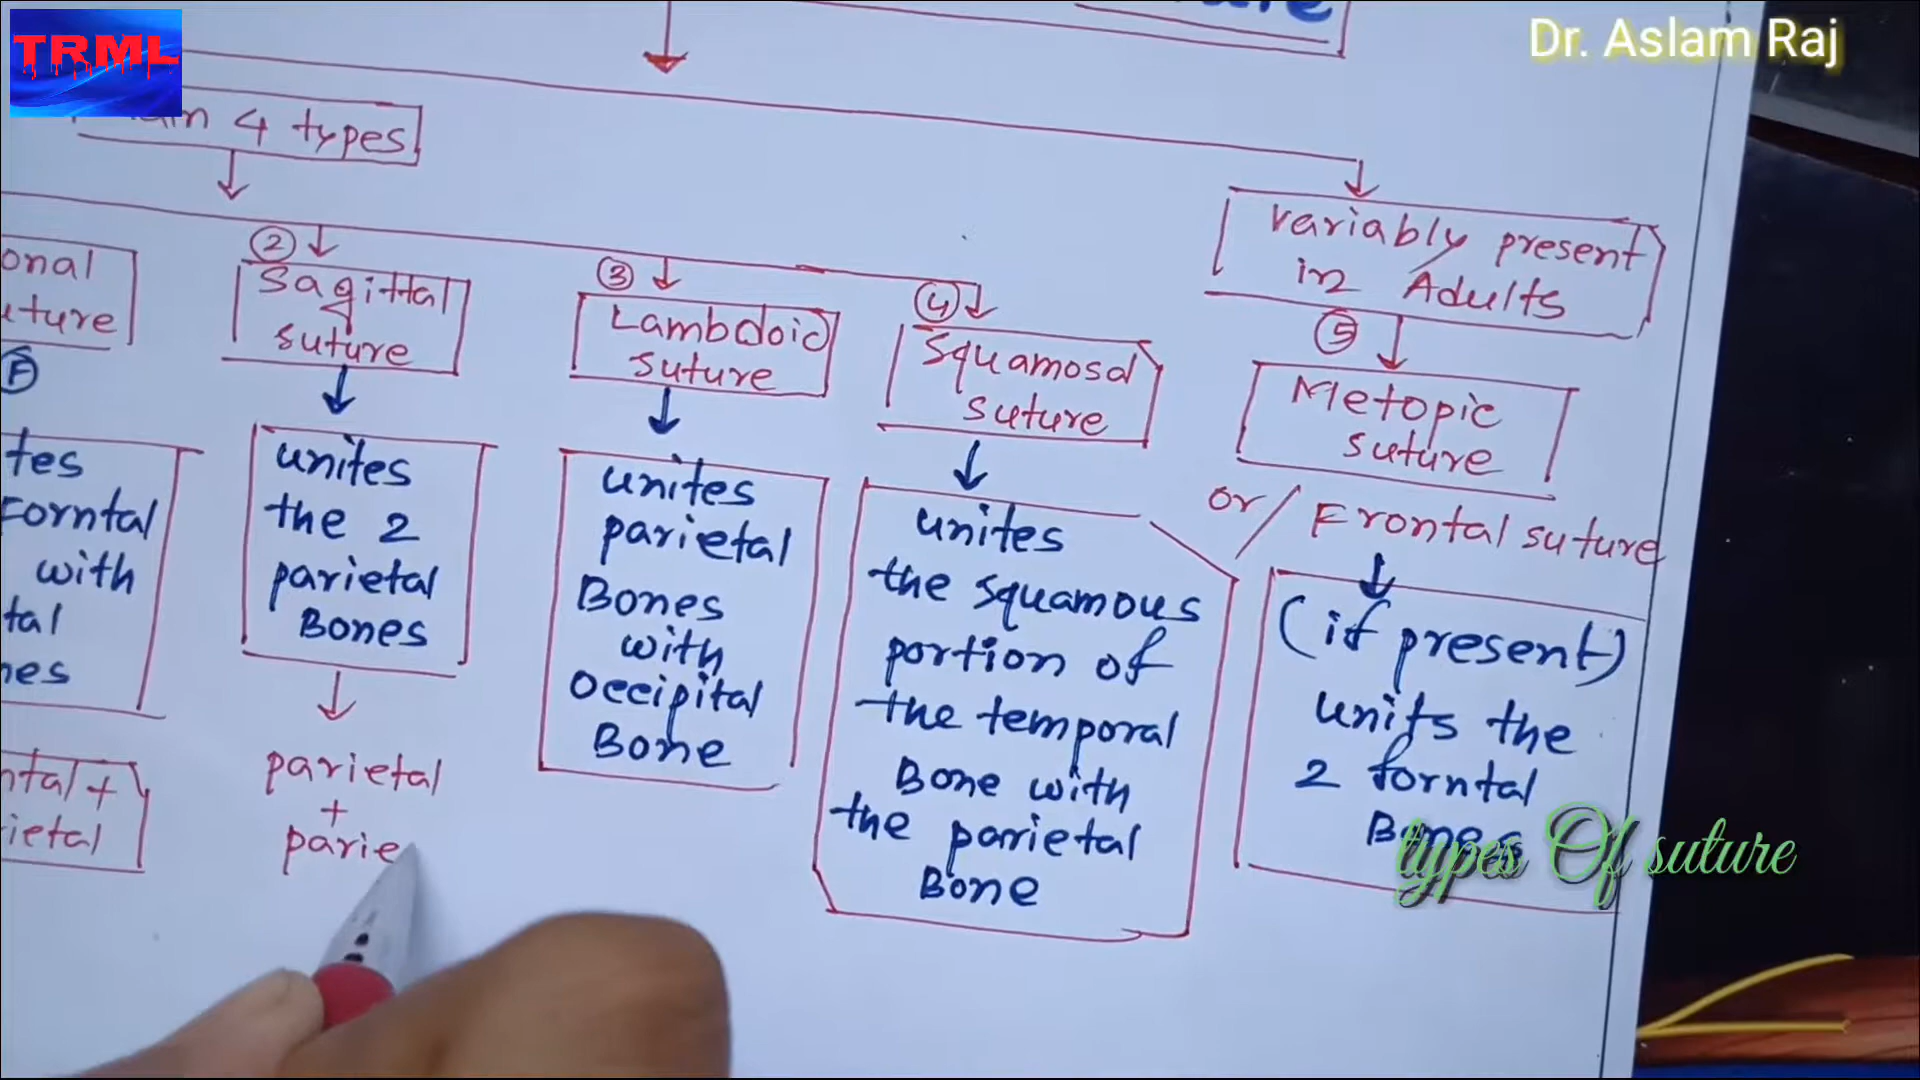 TRML
Dr. Aslam Raj
4 types
variably present
in Adults
onal
uture
2
Sagittal
suture
3
Lambdoid
suture
4
Squamosal
suture
5
Metopic
suture
or / Frontal suture
F
tes
Forntal
with
tal
nes
unites
the 2
parietal
Bones
unites
parietal
Bones
with
Occipital
Bone
unites
the squamous
portion of
the temporal
Bone with
the parietal
Bone
(if present)
units the
2 forntal
Bones
ntal +
rietal
parietal
+
parie
types Of suture